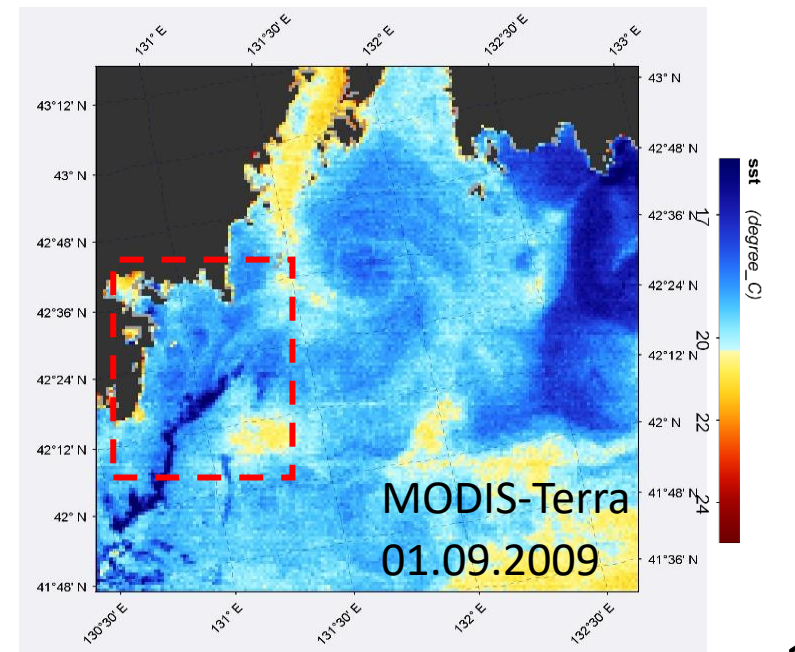 131° E
131°30' E
132° E
132°30' E
133° E
43°12' N
43° N
42°48' N
42°36' N
42°24' N
42°12' N
42° N
41°48' N
43° N
42°48' N
42°36' N
42°24' N
42°12' N
42° N
41°48' N
41°36' N
sst (degree_C)
17
20
22
24
MODIS-Terra
01.09.2009
130°30' E
131° E
131°30' E
132° E
132°30' E